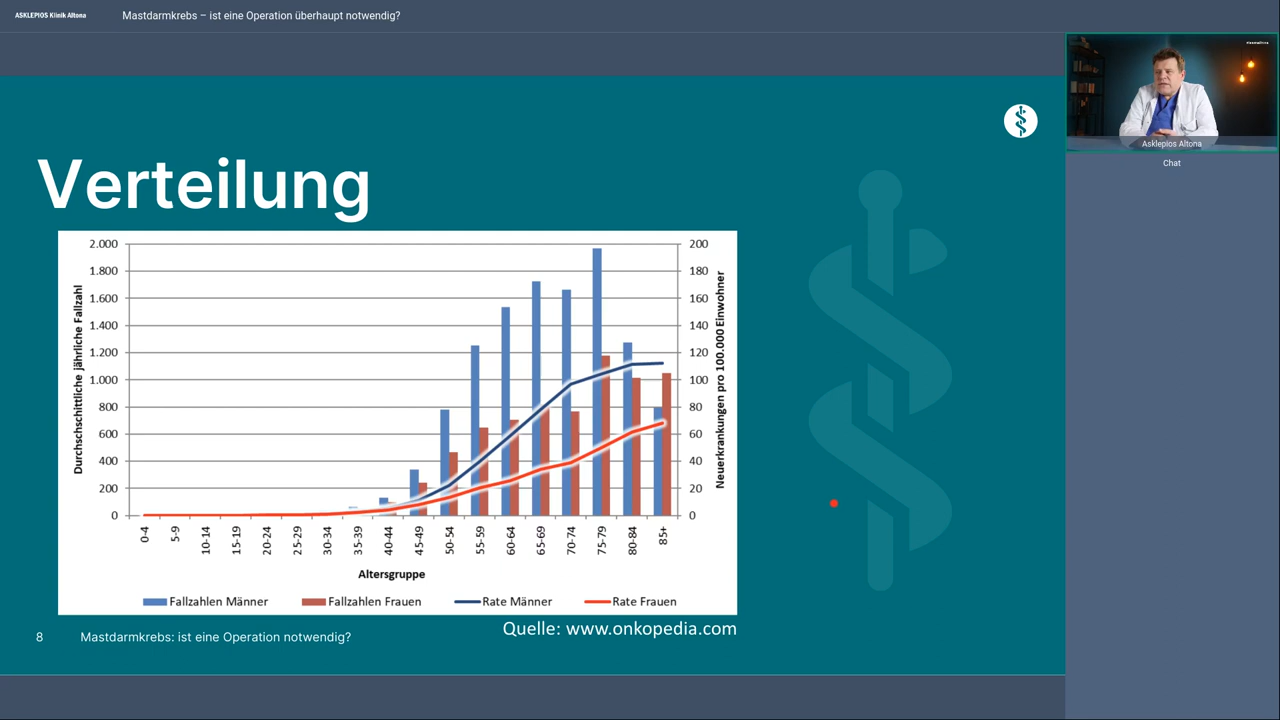 ASKLEPIOS Klinik Altona
Mastdarmkrebs – ist eine Operation überhaupt notwendig?
Asklepios Altona
Chat
Verteilung
Durchschschittliche jährliche Fallzahl
2.000
1.800
1.600
1.400
1.200
1.000
800
600
400
200
0
200
180
160
140
120
100
80
60
40
20
0
Neuerkrankungen pro 100.000 Einwohner
0-4
5-9
10-14
15-19
20-24
25-29
30-34
35-39
40-44
45-49
50-54
55-59
60-64
65-69
70-74
75-79
80-84
85+
Altersgruppe
Fallzahlen Männer
Fallzahlen Frauen
Rate Männer
Rate Frauen
Quelle: www.onkopedia.com
8 Mastdarmkrebs: ist eine Operation notwendig?